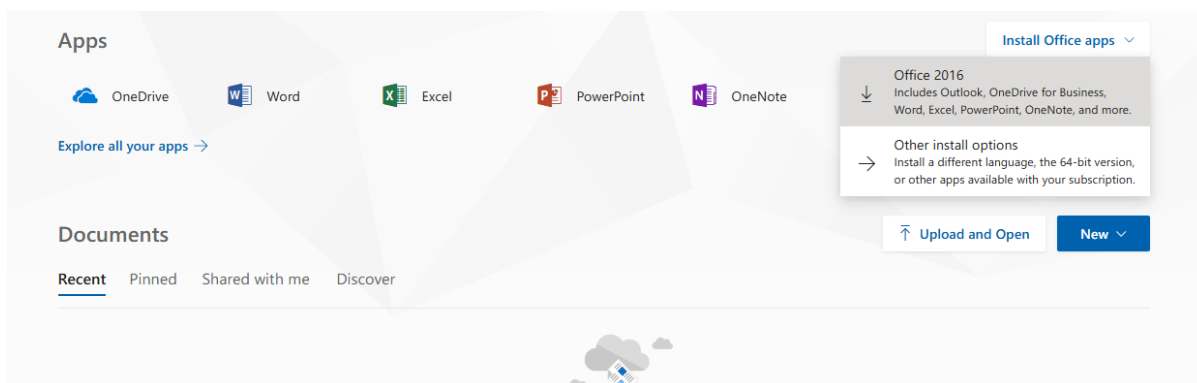 Apps
Install Office apps
OneDrive
Word
Excel
PowerPoint
OneNote
Explore all your apps →
Office 2016
Includes Outlook, OneDrive for Business,
Word, Excel, PowerPoint, OneNote, and more.
Other install options
Install a different language, the 64-bit version,
or other apps available with your subscription.
Documents
Upload and Open
New
Recent
Pinned
Shared with me
Discover